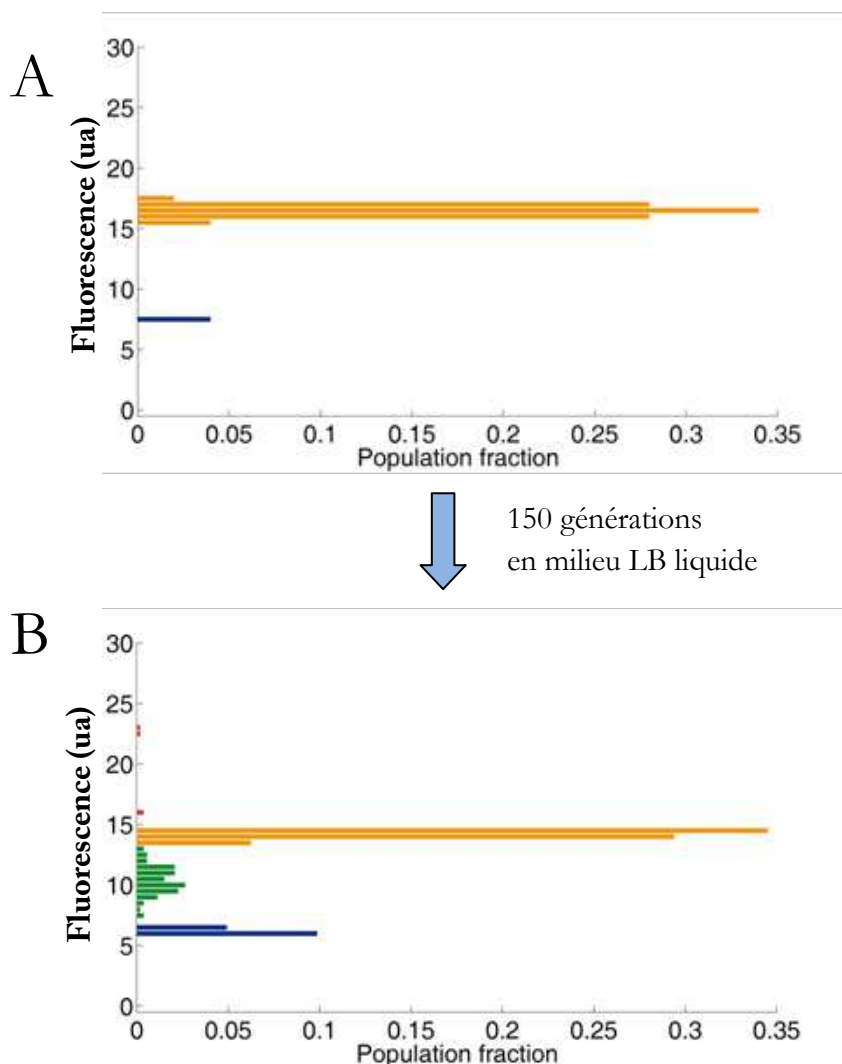 A
Fluorescence (ua)
30
25
20
15
10
5
0
0 0.05 0.1 0.15 0.2 0.25 0.3 0.35
Population fraction
150 générations
en milieu LB liquide
B
Fluorescence (ua)
30
25
20
15
10
5
0
0 0.05 0.1 0.15 0.2 0.25 0.3 0.35
Population fraction